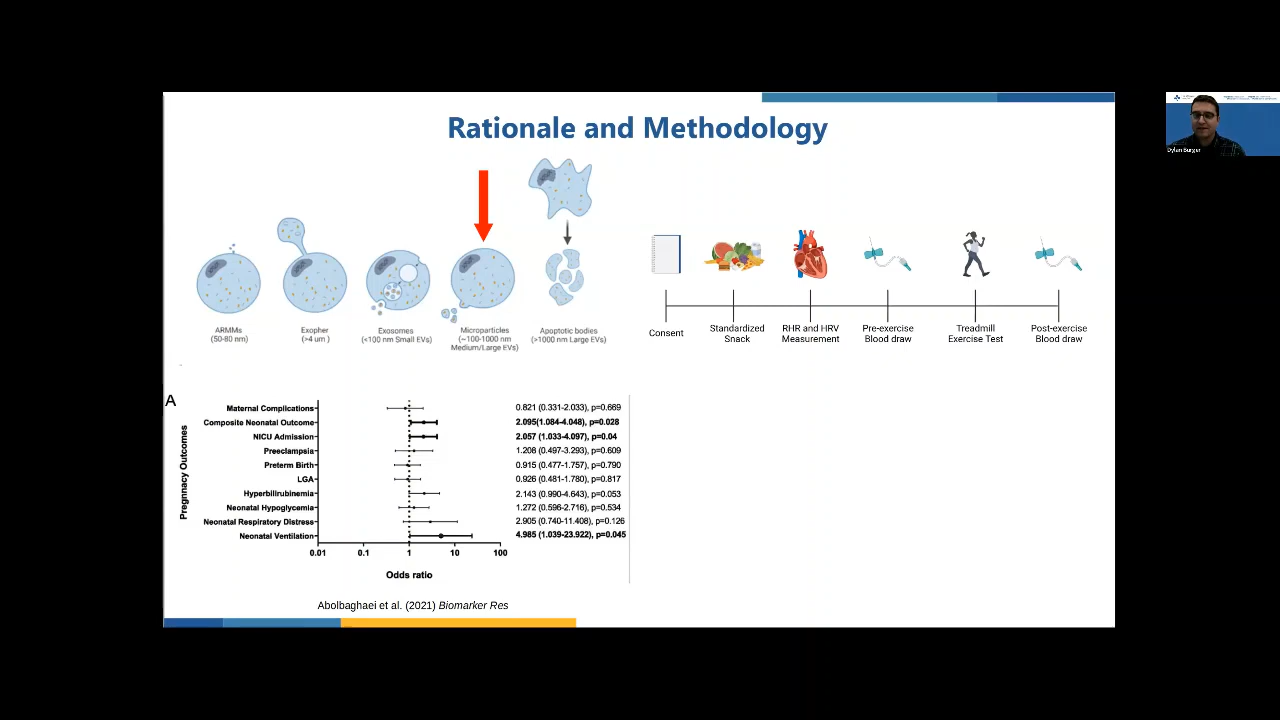 Rationale and Methodology
ARMMs
(50-80 nm)
Exopher
(>4 um )
Exosomes
(<100 nm Small EVs)
Microparticles
(~100-1000 nm
Medium/Large EVs)
Apoptotic bodies
(>1000 nm Large EVs)
Consent
Standardized
Snack
RHR and HRV
Measurement
Pre-exercise
Blood draw
Treadmill
Exercise Test
Post-exercise
Blood draw
A
Pregnnacy Outcomes
Maternal Complications 0.821 (0.331-2.033), p=0.669
Composite Neonatal Outcome 2.095(1.084-4.048), p=0.028
NICU Admission 2.057 (1.033-4.097), p=0.04
Preeclampsia 1.208 (0.497-3.293), p=0.609
Preterm Birth 0.915 (0.477-1.757), p=0.790
LGA 0.926 (0.481-1.780), p=0.817
Hyperbilirubinemia 2.143 (0.990-4.643), p=0.053
Neonatal Hypoglycemia 1.272 (0.596-2.716), p=0.534
Neonatal Respiratory Distress 2.905 (0.740-11.408), p=0.126
Neonatal Ventilation 4.985 (1.039-23.922), p=0.045
0.01 0.1 1 10 100
Odds ratio
Abolbaghaei et al. (2021) Biomarker Res
Dylan Burger